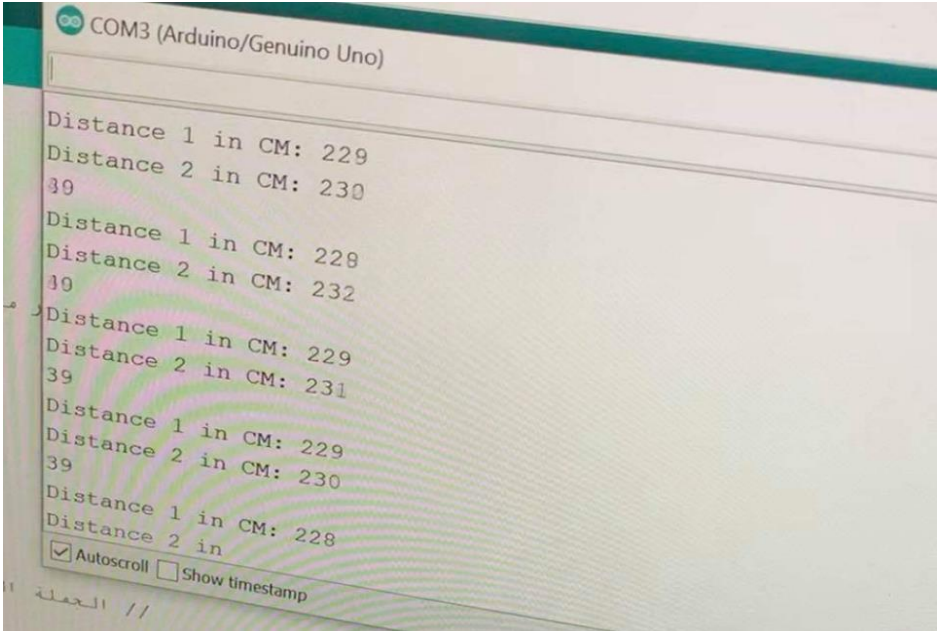 COM3 (Arduino/Genuino Uno)
Distance 1 in CM: 229
Distance 2 in CM: 230
39
Distance 1 in CM: 228
Distance 2 in CM: 232
39
Distance 1 in CM: 229
Distance 2 in CM: 231
39
Distance 1 in CM: 229
Distance 2 in CM: 230
39
Distance 1 in CM: 228
Distance 2 in
Autoscroll Show timestamp
// الحملة